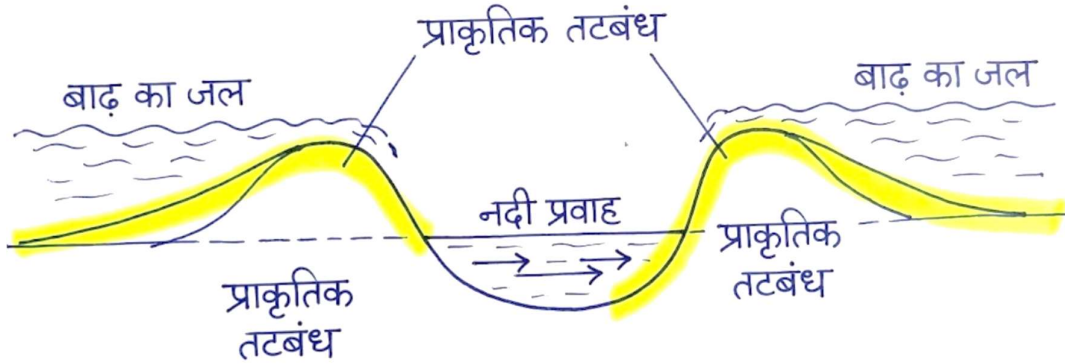 प्राकृतिक तटबंध
बाढ़ का जल
बाढ़ का जल
नदी प्रवाह
प्राकृतिक
तटबंध
प्राकृतिक
तटबंध